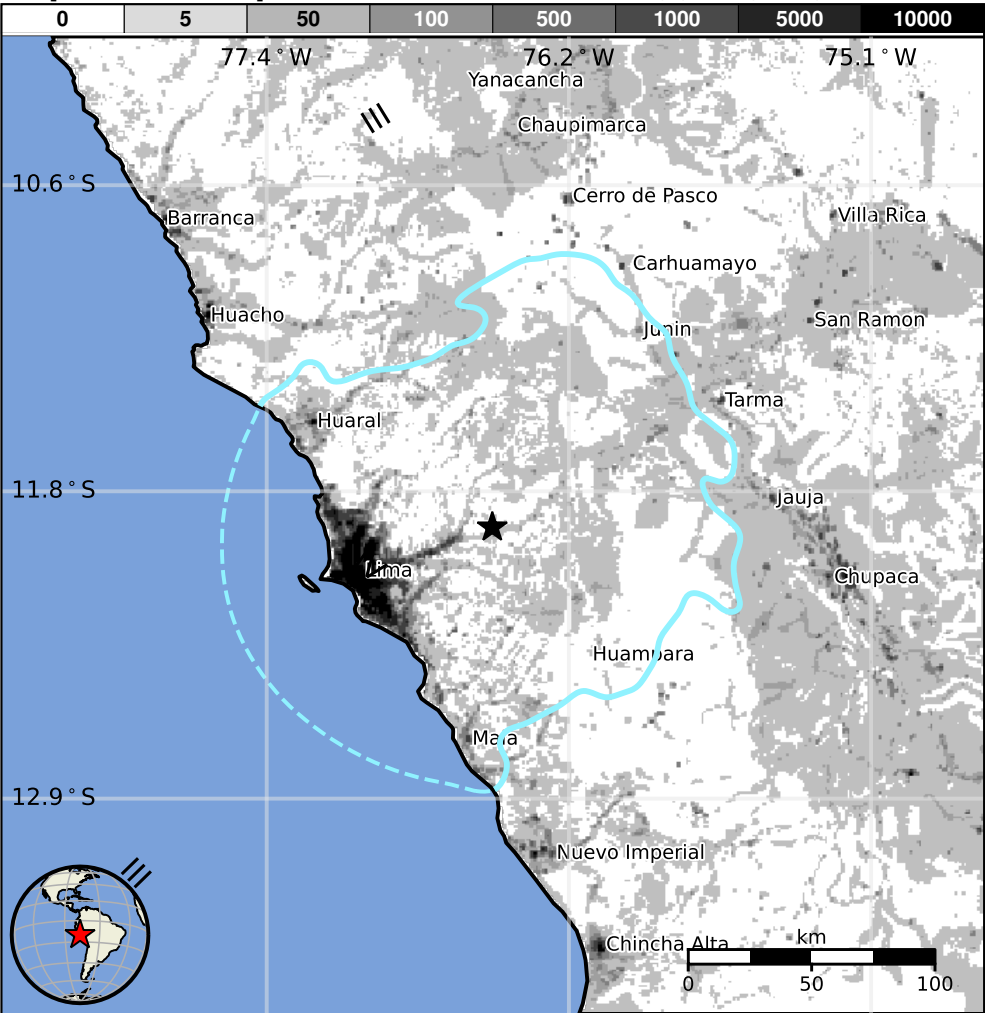 0 5 50 100 500 1000 5000 10000
77.4°W 76.2°W 75.1°W
Yanacancha
Chaupimarca
10.6°S
Cerro de Pasco
Barranca
Villa Rica
Carhuamayo
Huacho
San Ramon
Junin
Tarma
Huaral
11.8°S
Jauja
Lima
Chupaca
Huampara
Mala
12.9°S
Nuevo Imperial
Chincha Alta
km
0 50 100